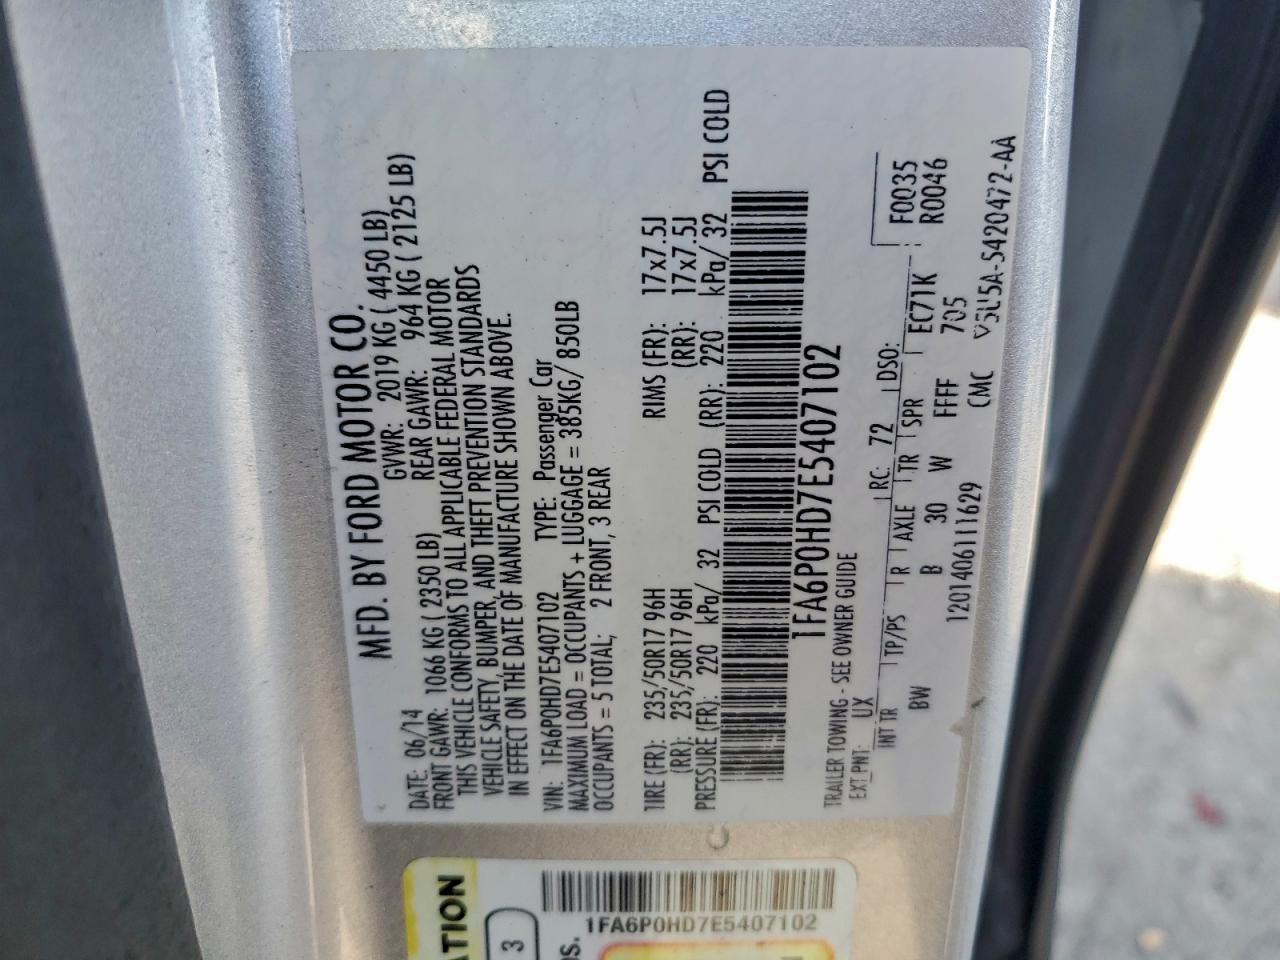 MFD. BY FORD MOTOR CO.
DATE: 06/14 GVWR: 2019 KG ( 4450 LB)
FRONT GAWR: 1066 KG ( 2350 LB) REAR GAWR: 964 KG ( 2125 LB)
THIS VEHICLE CONFORMS TO ALL APPLICABLE FEDERAL MOTOR
VEHICLE SAFETY, BUMPER, AND THEFT PREVENTION STANDARDS
IN EFFECT ON THE DATE OF MANUFACTURE SHOWN ABOVE.
VIN: 1FA6P0HD7E5407102 TYPE: Passenger Car
MAXIMUM LOAD = OCCUPANTS + LUGGAGE = 385KG/ 850LB
OCCUPANTS = 5 TOTAL; 2 FRONT, 3 REAR
TIRE (FR): 235/50R17 96H RIMS (FR): 17x7.5J
(RR): 235/50R17 96H (RR): 17x7.5J
PRESSURE (FR): 220 kPa/ 32 PSI COLD (RR): 220 kPa/ 32 PSI COLD
1FA6P0HD7E5407102
TRAILER TOWING - SEE OWNER GUIDE
EXT PNT: UX RC: 72 DSO: F0035
INT TR TP/PS R AXLE TR SPR EC71K R0046
BW B 30 W FFFF 705
1201406111629 CMC V5U5A-5420472-AA
ATION
3
OS.
1FA6P0HD7E5407102